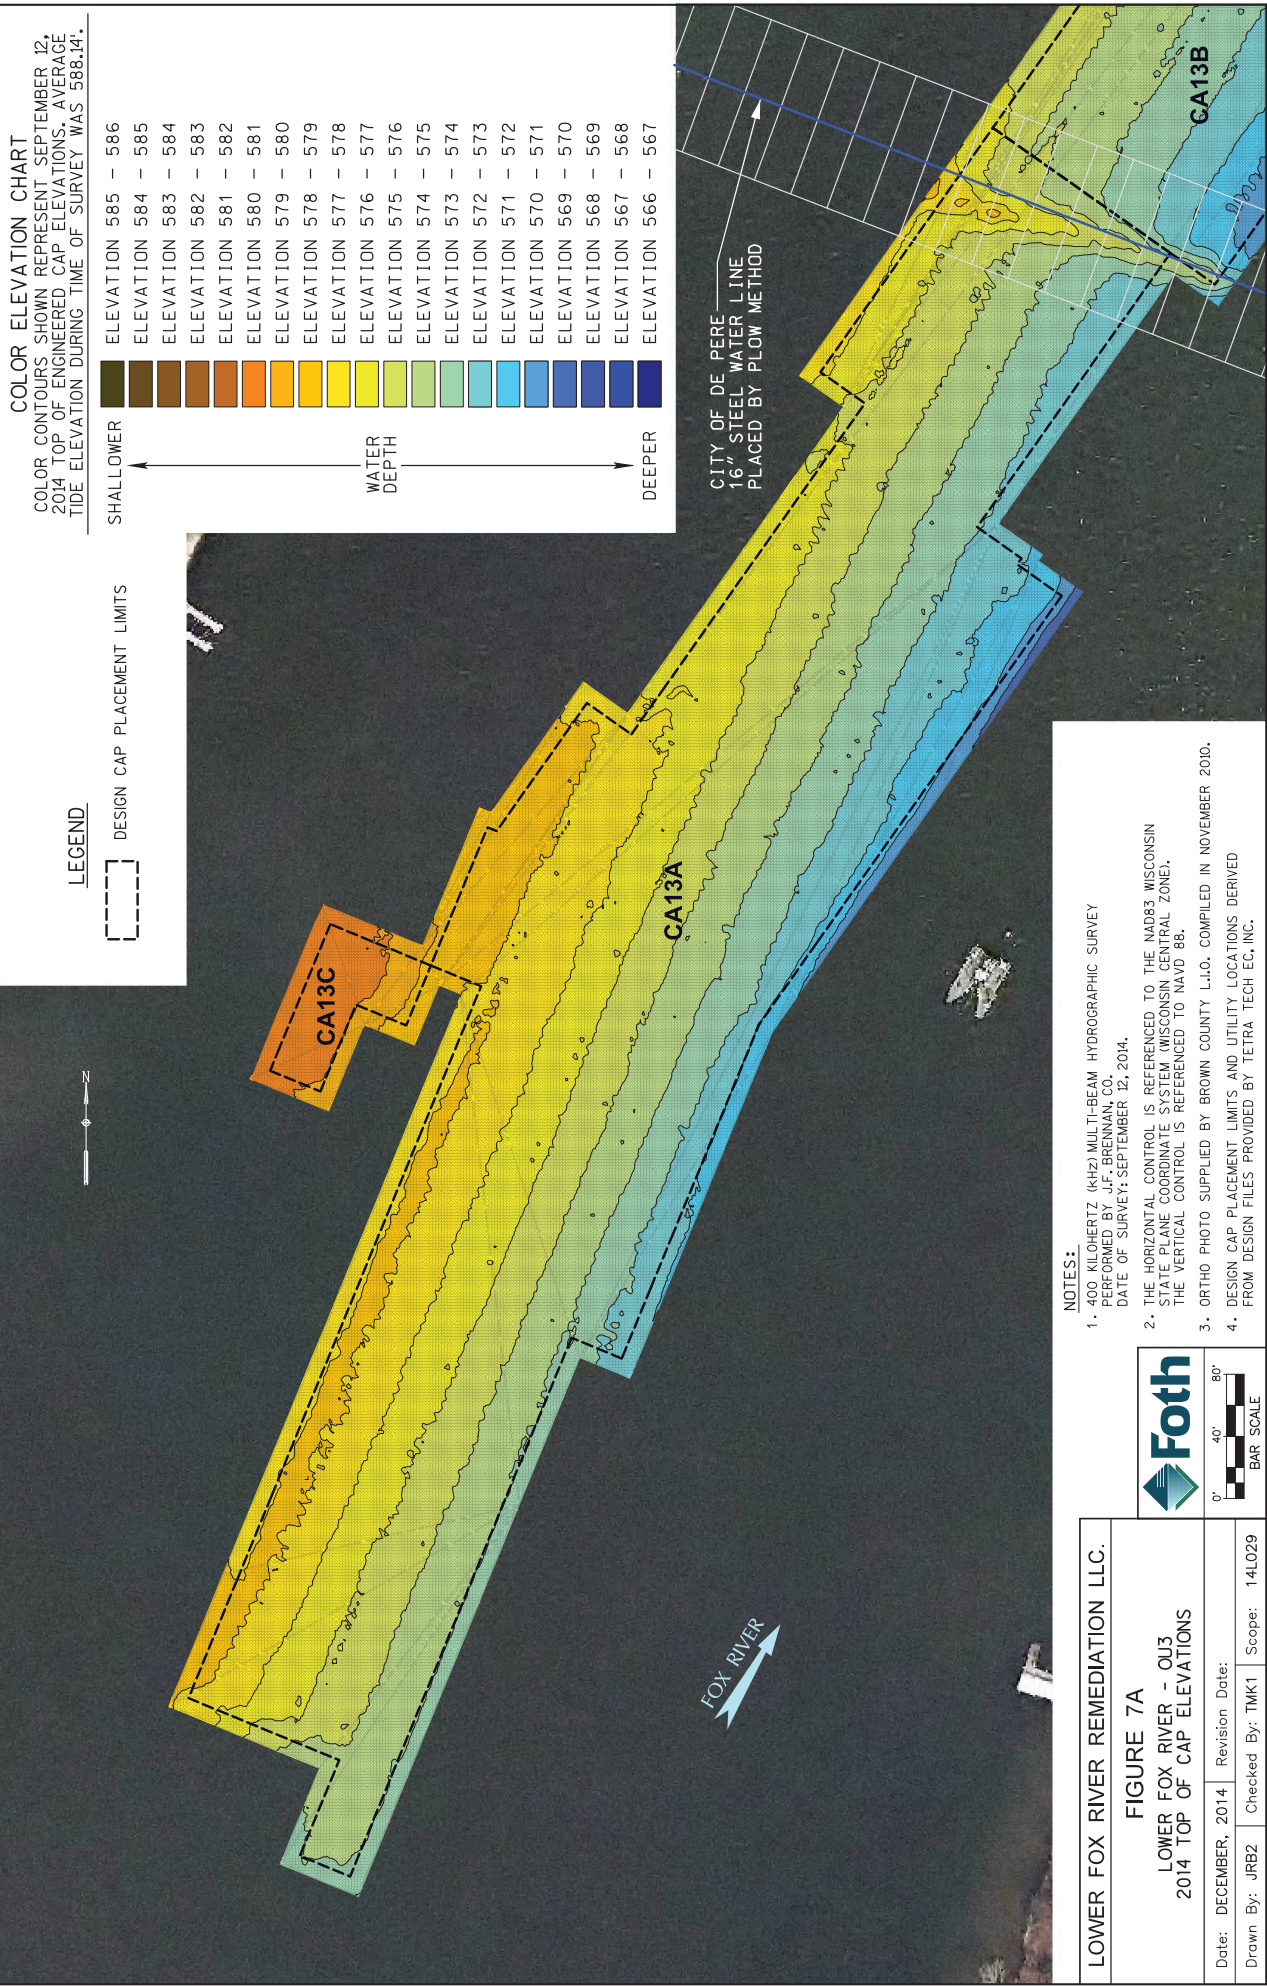 COLOR ELEVATION CHART
COLOR CONTOURS SHOWN REPRESENT SEPTEMBER 12,
2014 TOP OF ENGINEERED CAP ELEVATIONS. AVERAGE
TIDE ELEVATION DURING TIME OF SURVEY WAS 588.14'.
SHALLOWER
WATER
DEPTH
DEEPER
ELEVATION 585 - 586
ELEVATION 584 - 585
ELEVATION 583 - 584
ELEVATION 582 - 583
ELEVATION 581 - 582
ELEVATION 580 - 581
ELEVATION 579 - 580
ELEVATION 578 - 579
ELEVATION 577 - 578
ELEVATION 576 - 577
ELEVATION 575 - 576
ELEVATION 574 - 575
ELEVATION 573 - 574
ELEVATION 572 - 573
ELEVATION 571 - 572
ELEVATION 570 - 571
ELEVATION 569 - 570
ELEVATION 568 - 569
ELEVATION 567 - 568
ELEVATION 566 - 567
LEGEND
DESIGN CAP PLACEMENT LIMITS
N
CITY OF DE PERE
16" STEEL WATER LINE
PLACED BY PLOW METHOD
CA13B
CA13C
CA13A
FOX RIVER
NOTES:
1. 400 KILOHERTZ (kHz) MULTI-BEAM HYDROGRAPHIC SURVEY
PERFORMED BY J.F. BRENNAN, CO.
DATE OF SURVEY: SEPTEMBER 12, 2014.
2. THE HORIZONTAL CONTROL IS REFERENCED TO THE NAD83 WISCONSIN
STATE PLANE COORDINATE SYSTEM (WISCONSIN CENTRAL ZONE).
THE VERTICAL CONTROL IS REFERENCED TO NAVD 88.
3. ORTHO PHOTO SUPPLIED BY BROWN COUNTY L.I.O. COMPILED IN NOVEMBER 2010.
4. DESIGN CAP PLACEMENT LIMITS AND UTILITY LOCATIONS DERIVED
FROM DESIGN FILES PROVIDED BY TETRA TECH EC, INC.
LOWER FOX RIVER REMEDIATION LLC.
FIGURE 7A
LOWER FOX RIVER - OU3
2014 TOP OF CAP ELEVATIONS
Date: DECEMBER, 2014 Revision Date:
Drawn By: JRB2 Checked By: TMK1 Scope: 14L029
Foth
0' 40' 80'
BAR SCALE